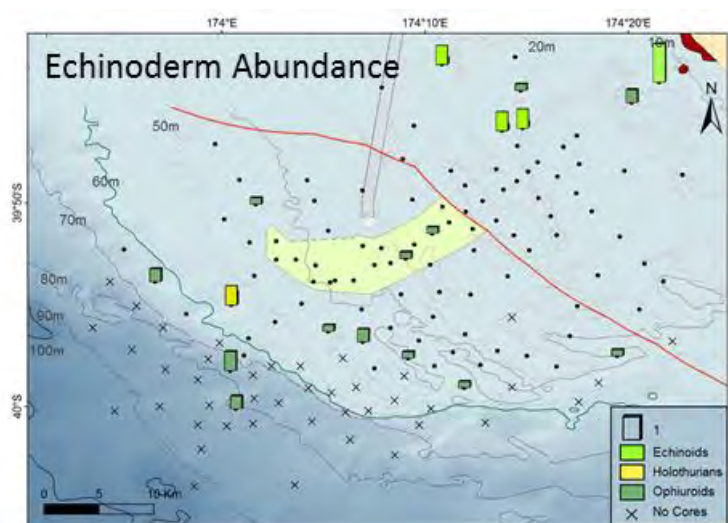 174°E
174°10'E
174°20'E
Echinoderm Abundance
20m
10m
N
50m
39°50'S
60m
70m
80m
90m
100m
40°S
1
Echinoids
Holothurians
Ophiuroids
No Cores
0 5 10 Km